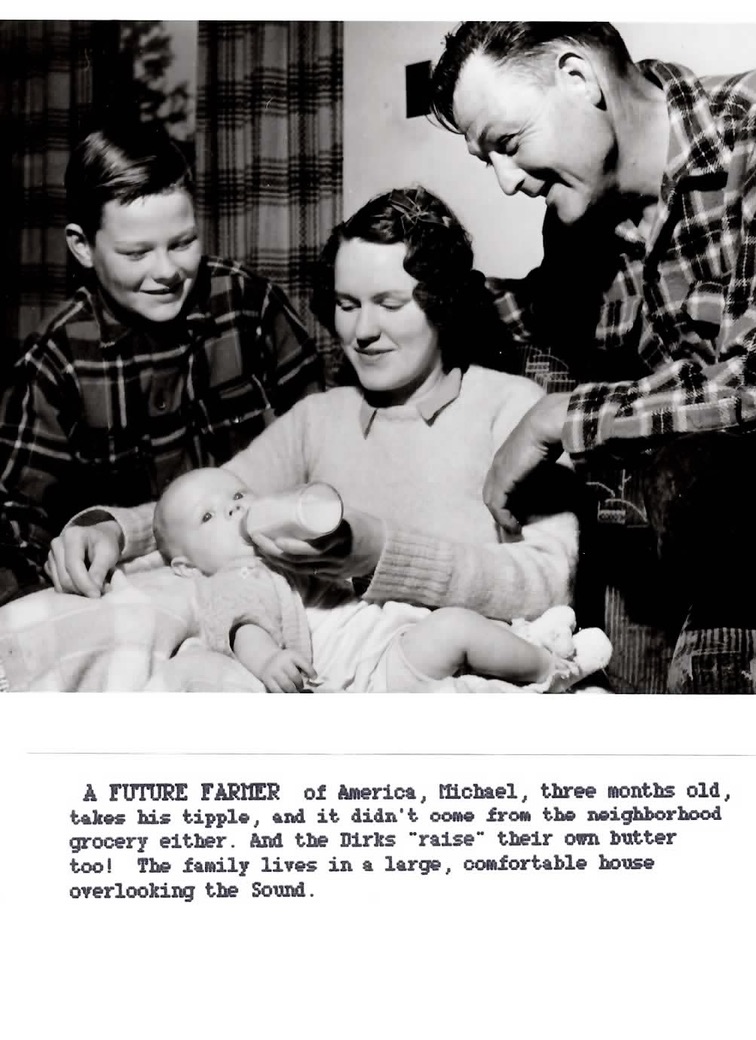 A FUTURE FARMER of America, Michael, three months old,
takes his tipple, and it didn't come from the neighborhood
grocery either. And the Dirks "raise" their own butter
too! The family lives in a large, comfortable house
overlooking the Sound.